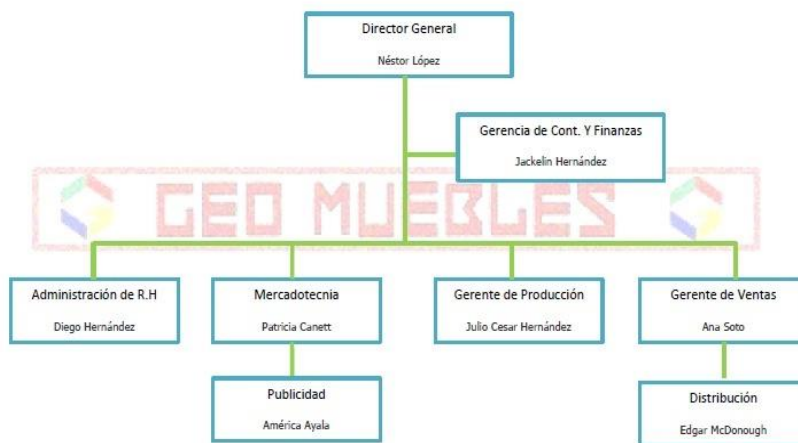 Director General
Néstor López
Gerencia de Cont. Y Finanzas
Jackelin Hernández
GEO MUEBLES
Administración de R.H
Diego Hernández
Mercadotecnia
Patricia Canett
Gerente de Producción
Julio Cesar Hernández
Gerente de Ventas
Ana Soto
Publicidad
América Ayala
Distribución
Edgar McDonough